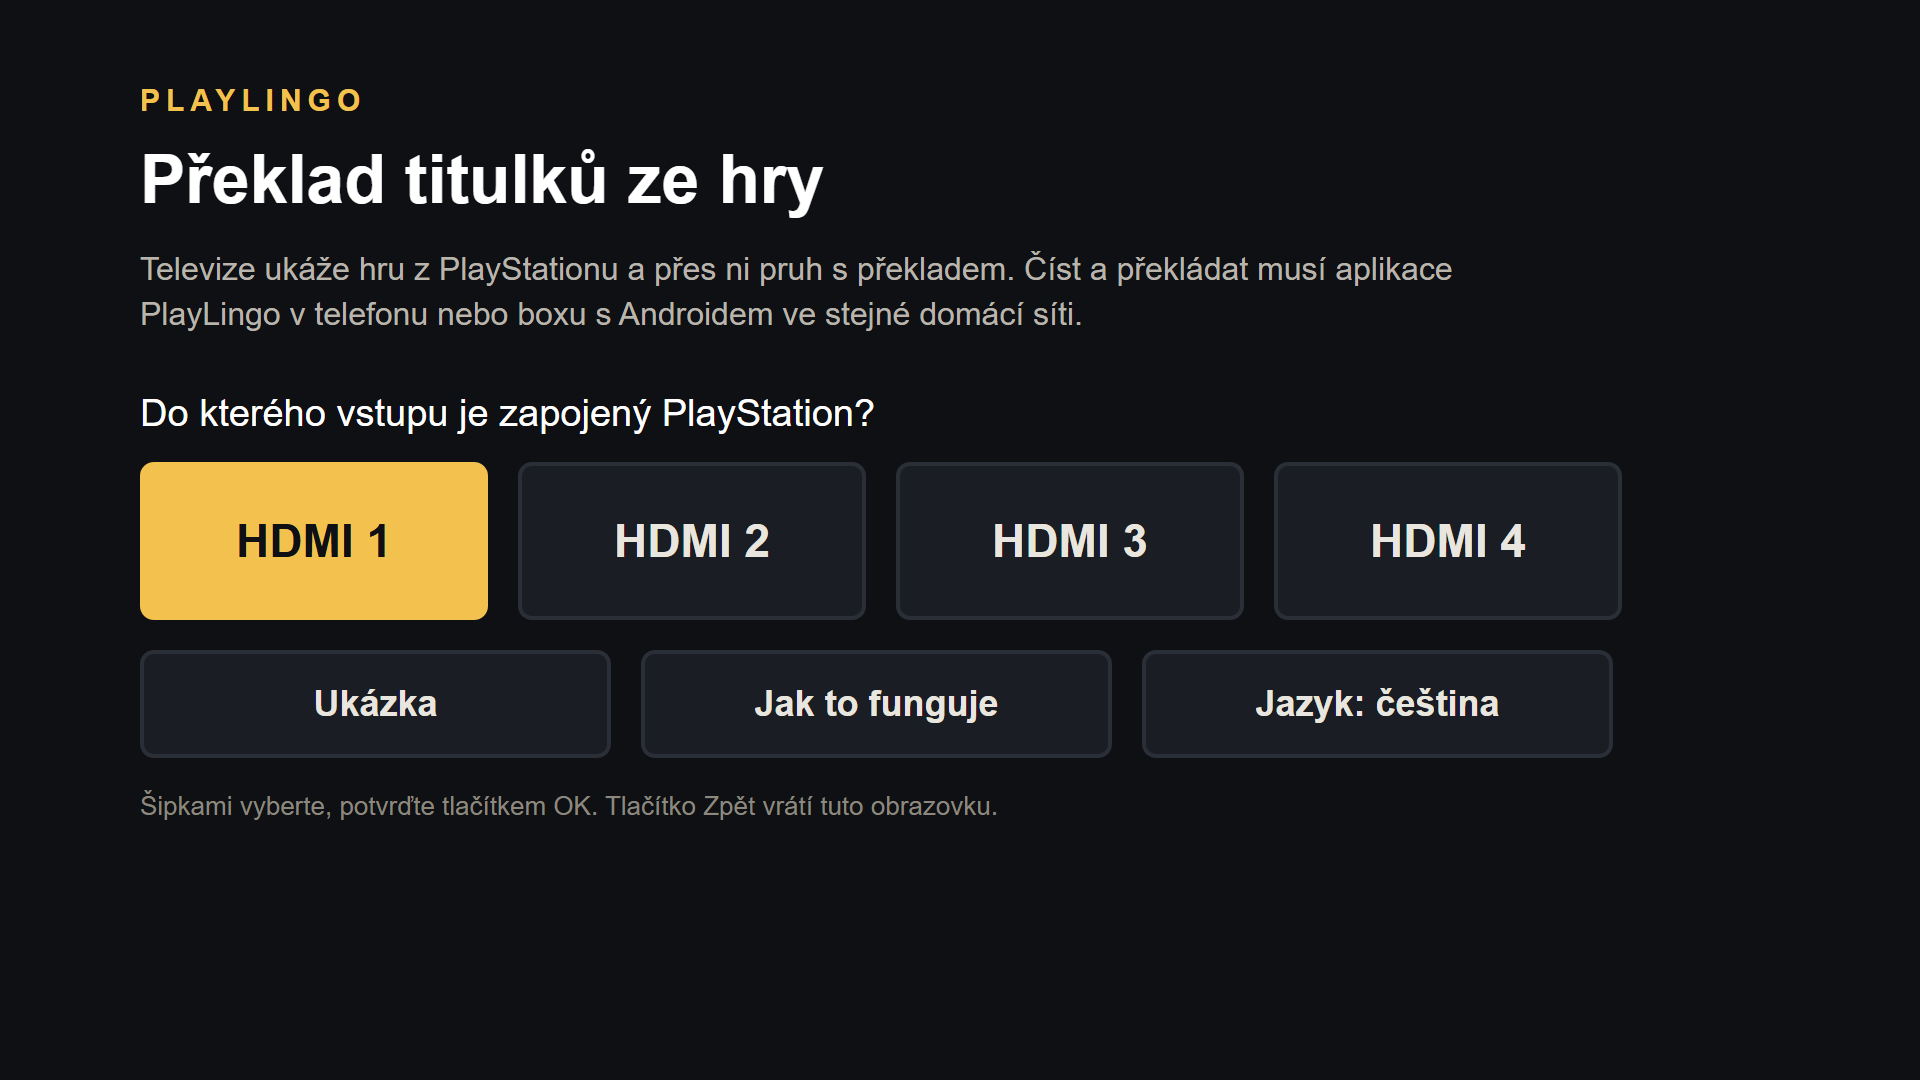 PLAYLINGO
Překlad titulků ze hry
Televize ukáže hru z PlayStationu a přes ni pruh s překladem. Číst a překládat musí aplikace
PlayLingo v telefonu nebo boxu s Androidem ve stejné domácí síti.
Do kterého vstupu je zapojený PlayStation?
HDMI 1
HDMI 2
HDMI 3
HDMI 4
Ukázka
Jak to funguje
Jazyk: čeština
Šipkami vyberte, potvrďte tlačítkem OK. Tlačítko Zpět vrátí tuto obrazovku.